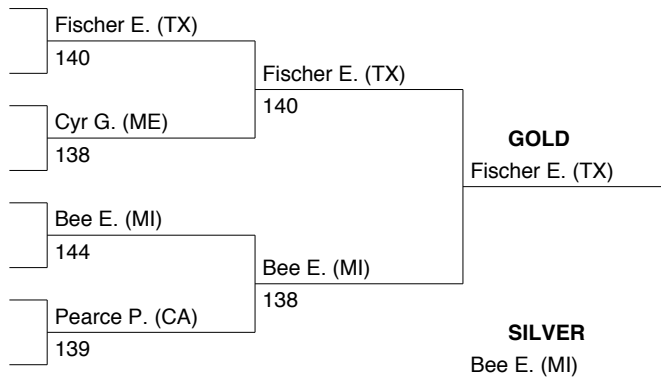 Fischer E. (TX)
140
Fischer E. (TX)
140
Cyr G. (ME)
138
GOLD
Fischer E. (TX)
Bee E. (MI)
144
Bee E. (MI)
138
Pearce P. (CA)
139
SILVER
Bee E. (MI)